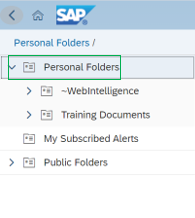 SAP
Personal Folders /
Personal Folders
~WebIntelligence
Training Documents
My Subscribed Alerts
Public Folders